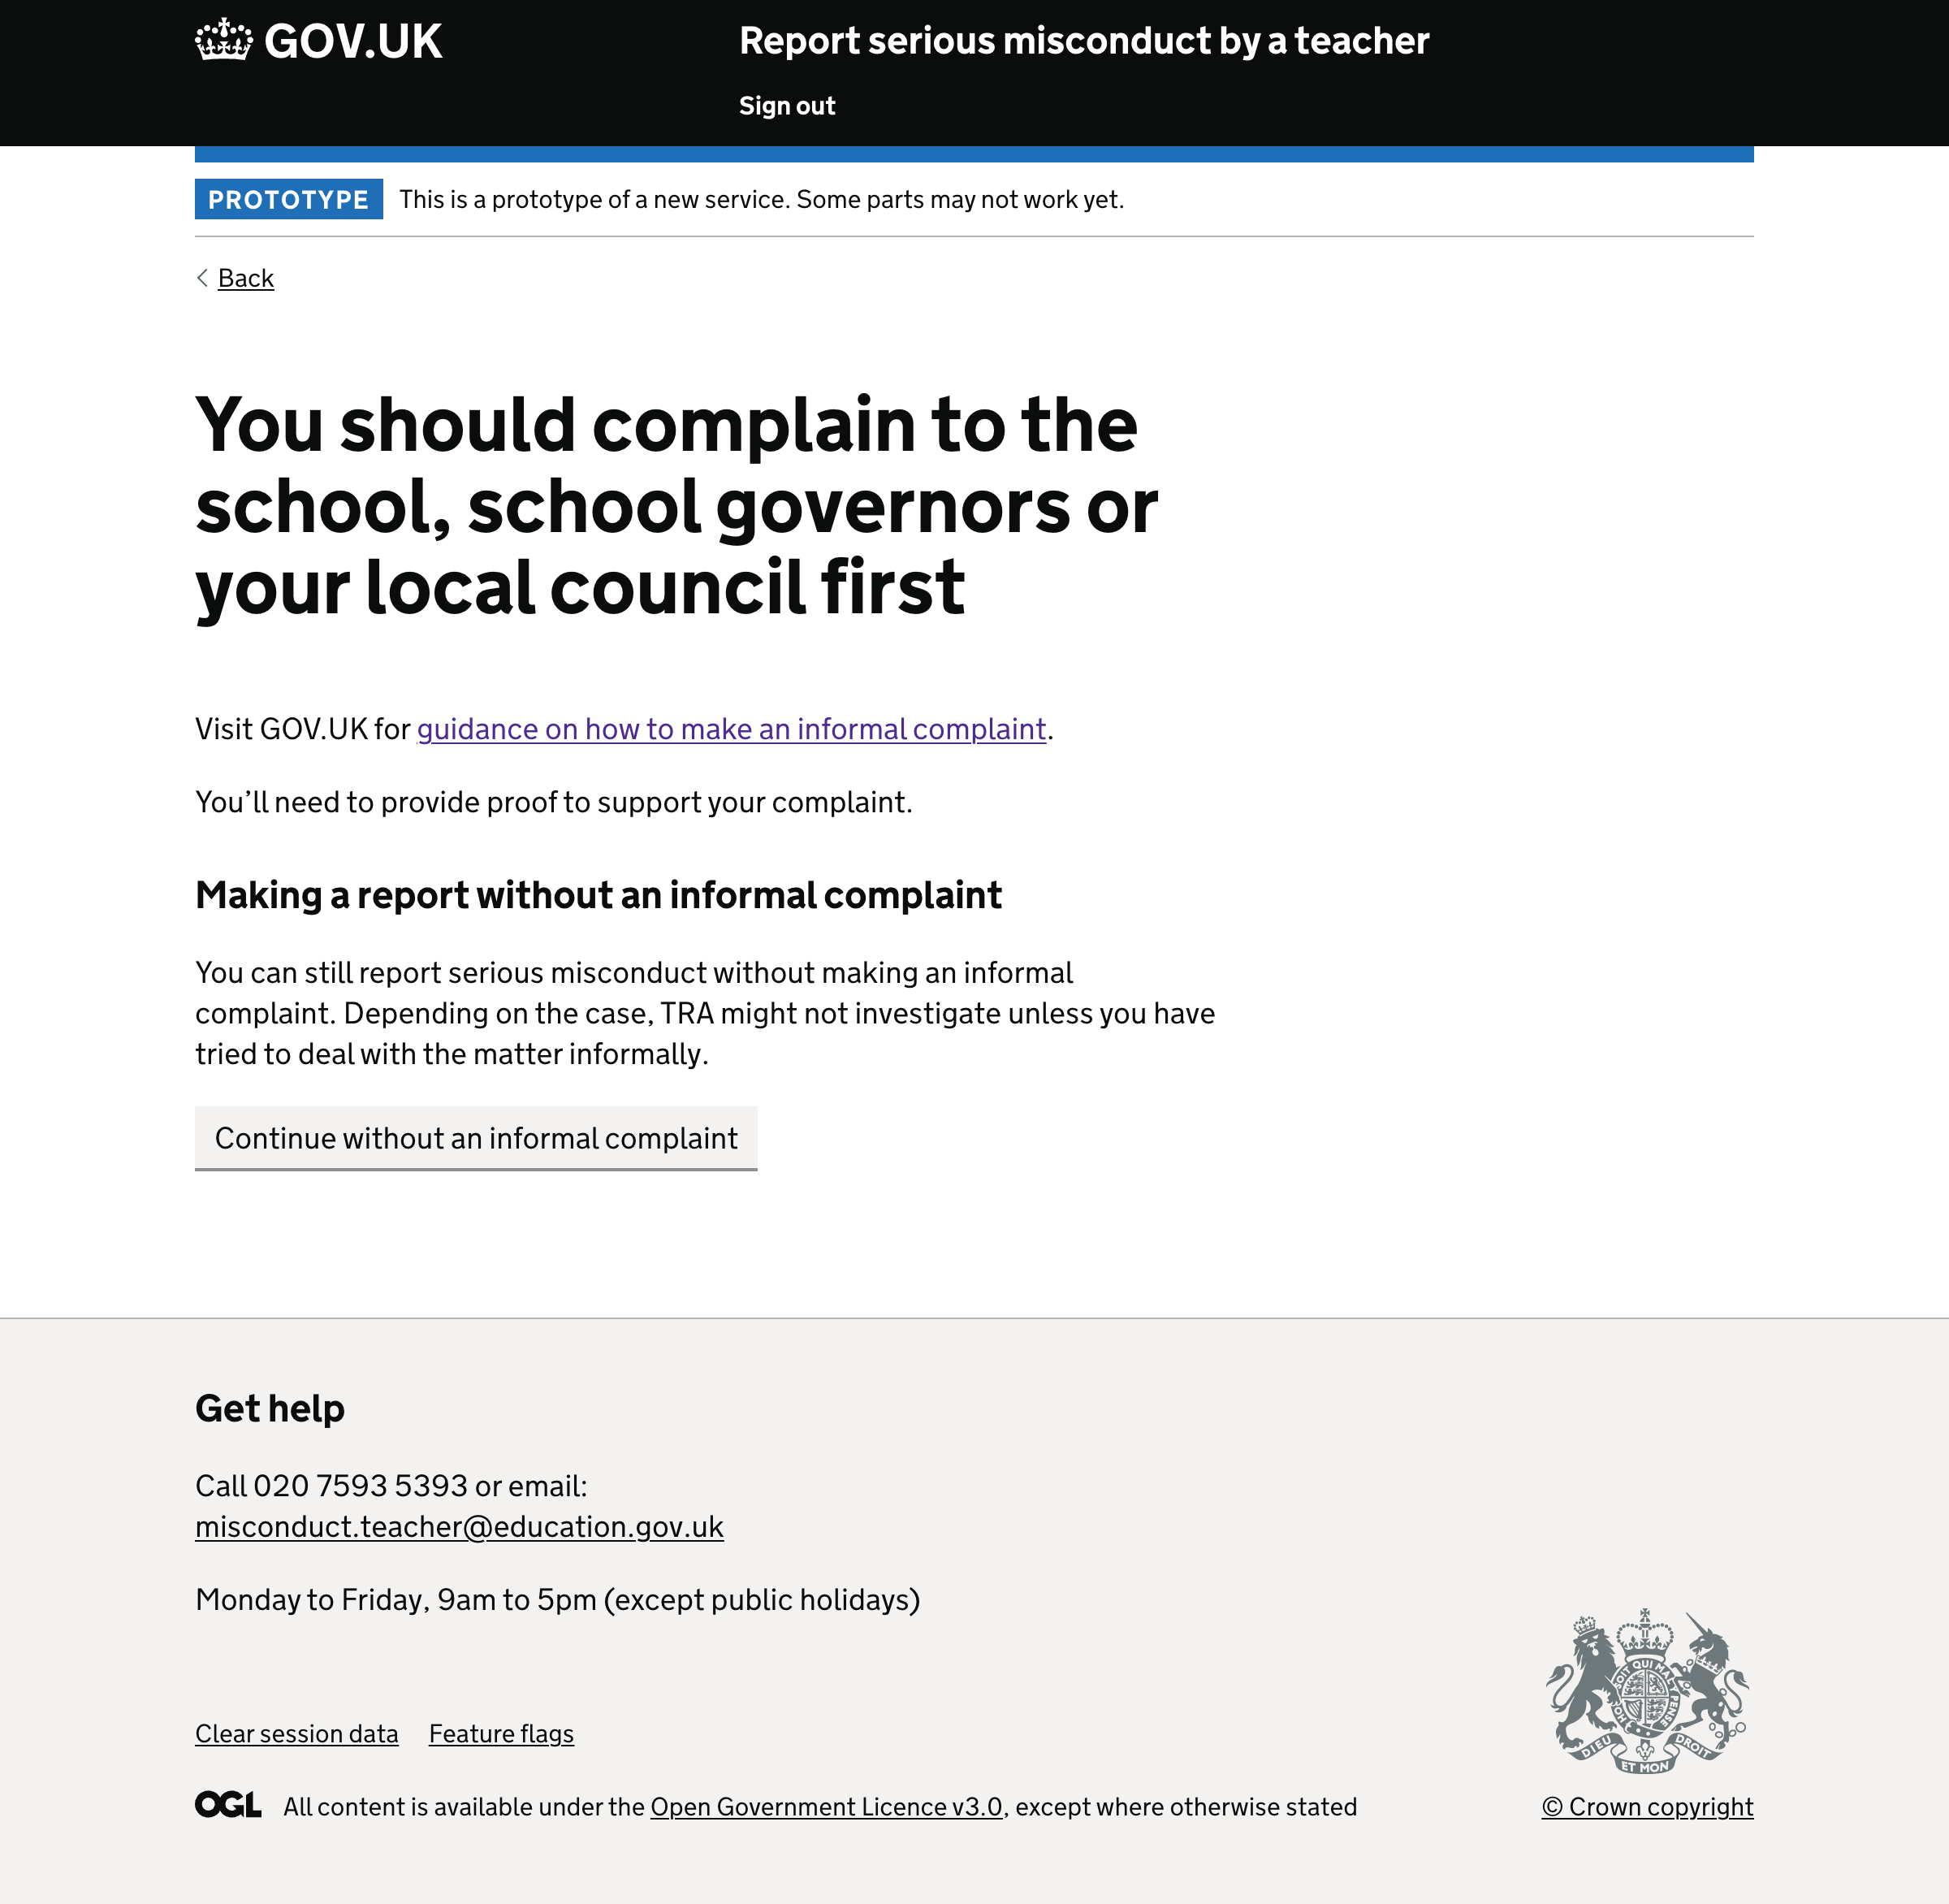 GOV.UK
Report serious misconduct by a teacher
Sign out
PROTOTYPE This is a prototype of a new service. Some parts may not work yet.
Back
You should complain to the
school, school governors or
your local council first
Visit GOV.UK for guidance on how to make an informal complaint.
You’ll need to provide proof to support your complaint.
Making a report without an informal complaint
You can still report serious misconduct without making an informal
complaint. Depending on the case, TRA might not investigate unless you have
tried to deal with the matter informally.
Continue without an informal complaint
Get help
Call 020 7593 5393 or email:
misconduct.teacher@education.gov.uk
Monday to Friday, 9am to 5pm (except public holidays)
Clear session data Feature flags
HONI SOIT QUI MAL Y PENSE
DIEU ET MON DROIT
OGL All content is available under the Open Government Licence v3.0, except where otherwise stated
© Crown copyright